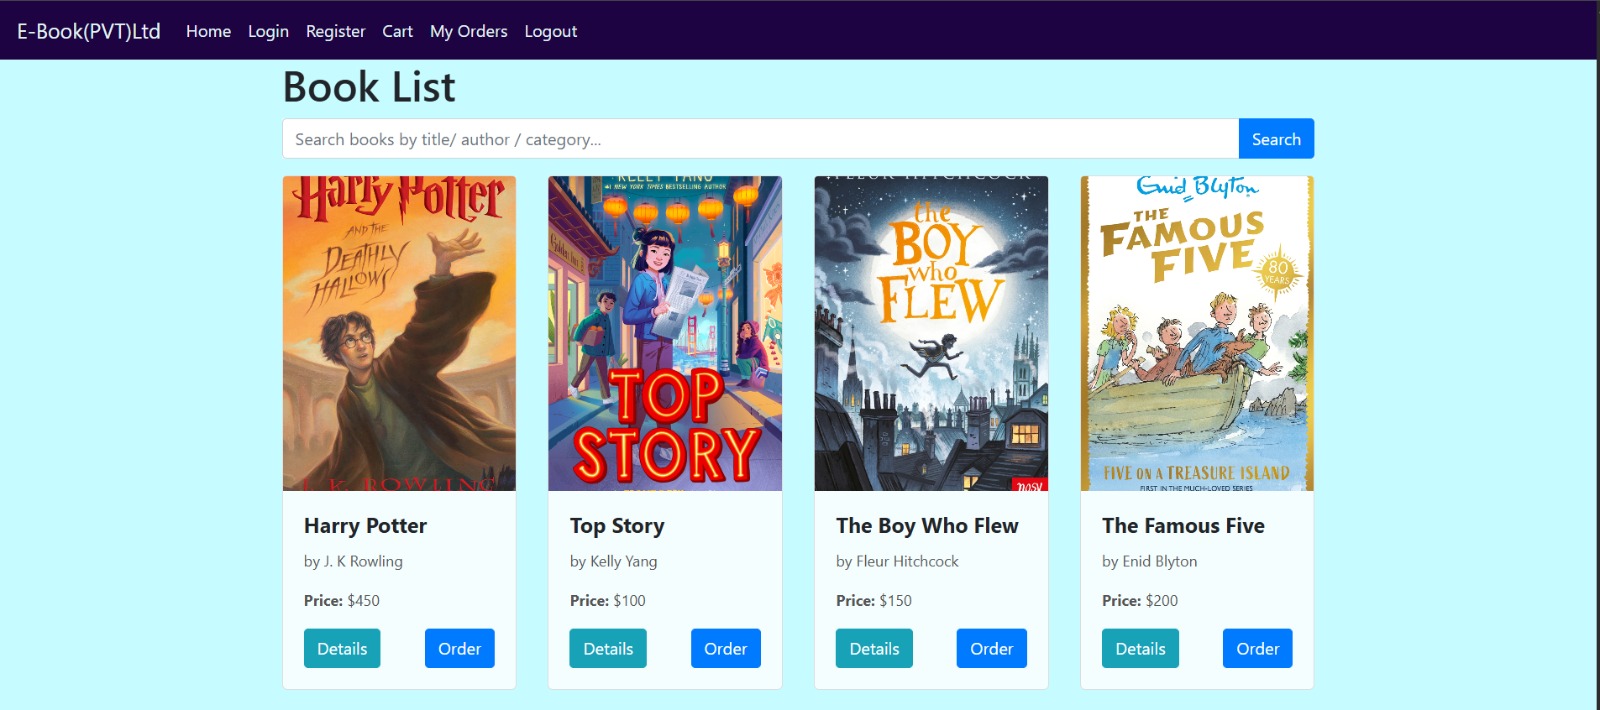 E-Book(PVT)Ltd Home Login Register Cart My Orders Logout
Book List
Search books by title/ author / category...
Search
Harry Potter
AND THE
DEATHLY
HALLOWS
J. K. ROWLING
KELLY YANG
#1 NEW YORK TIMES BESTSELLING AUTHOR
TOP
STORY
FLEUR HITCHCOCK
the
BOY
who
FLEW
nosy
Enid Blyton
THE
FAMOUS
FIVE
80
YEARS
FIVE ON A TREASURE ISLAND
FIRST IN THE MUCH-LOVED SERIES
Harry Potter
by J. K Rowling
Price: $450
Details Order
Top Story
by Kelly Yang
Price: $100
Details Order
The Boy Who Flew
by Fleur Hitchcock
Price: $150
Details Order
The Famous Five
by Enid Blyton
Price: $200
Details Order